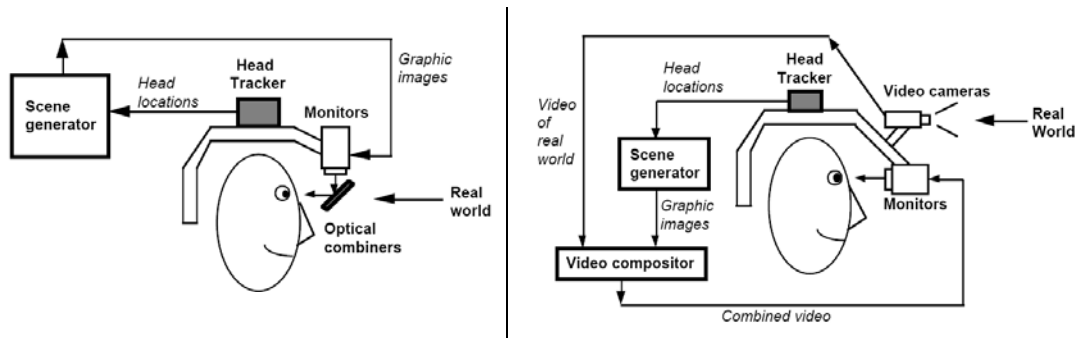 Graphic
images
Head
Tracker
Head
locations
Monitors
Scene
generator
Real
world
Optical
combiners
Head
Tracker
Head
locations
Video cameras
Video
of
real
world
Real
World
Scene
generator
Graphic
images
Monitors
Video compositor
Combined video